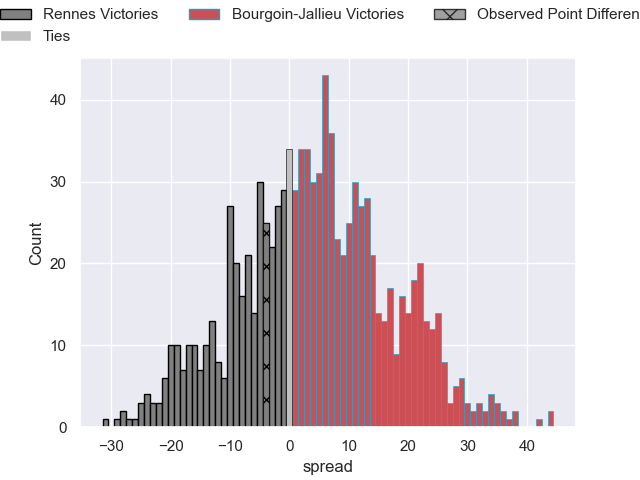 Rennes Victories
Bourgoin-Jallieu Victories
Observed Point Differen
Ties
40
30
20
10
0
Count
−30 −20 −10 0 10 20 30 40
spread